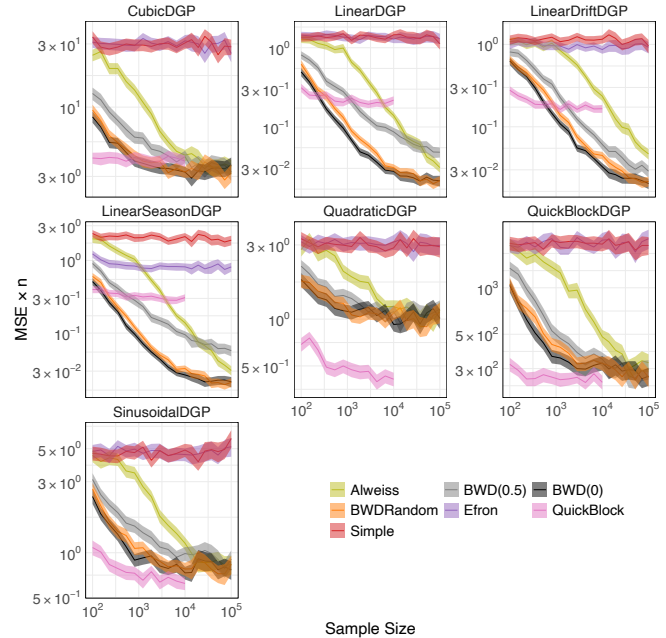 CubicDGP LinearDGP LinearDriftDGP
3 × 10¹
10¹
3 × 10⁰
10⁰
3 × 10⁻¹
10⁻¹
3 × 10⁻²
10⁰
3 × 10⁻¹
10⁻¹
3 × 10⁻²
LinearSeasonDGP QuadraticDGP QuickBlockDGP
MSE × n
10⁰
3 × 10⁻¹
10⁻¹
3 × 10⁻²
3 × 10⁰
10⁰
5 × 10⁻¹
10³
5 × 10²
3 × 10²
10² 10³ 10⁴ 10⁵
10² 10³ 10⁴ 10⁵
SinusoidalDGP
5 × 10⁰
3 × 10⁰
10⁰
5 × 10⁻¹
10² 10³ 10⁴ 10⁵
Alweiss BWD(0.5) BWD(0)
BWDRandom Efron QuickBlock
Simple
Sample Size